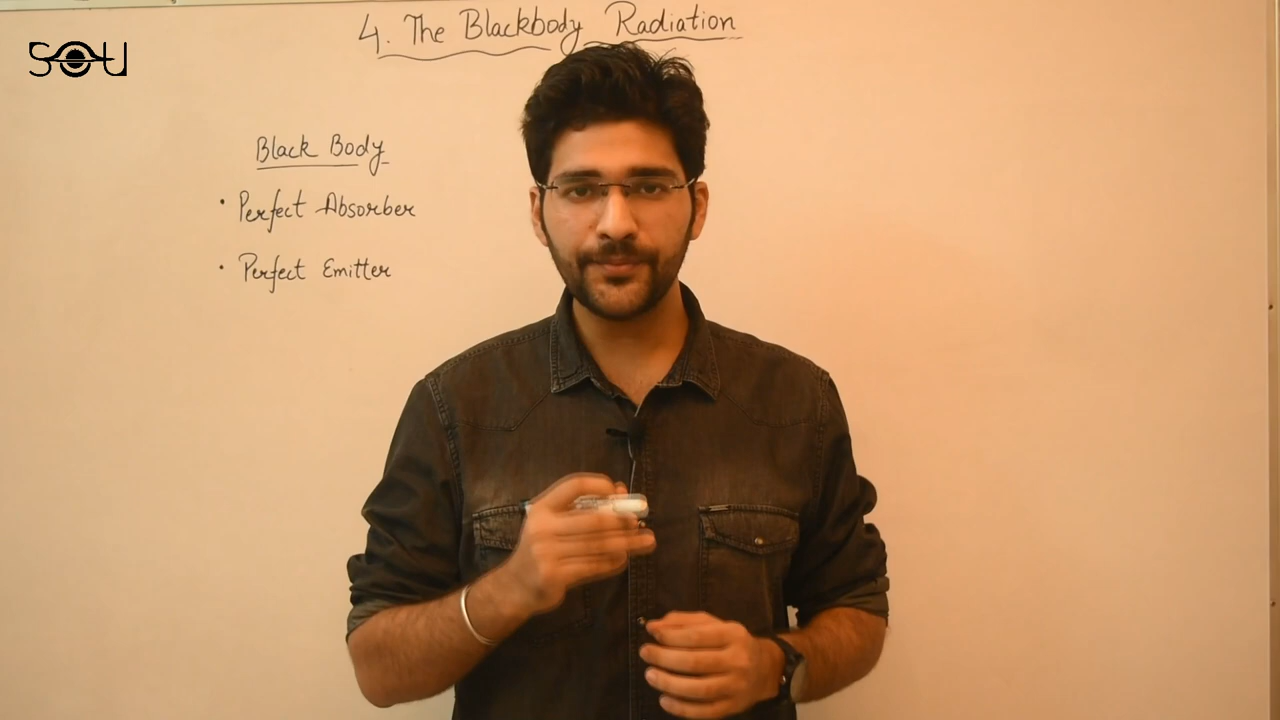 SOU
4. The Blackbody Radiation
Black Body
• Perfect Absorber
• Perfect Emitter